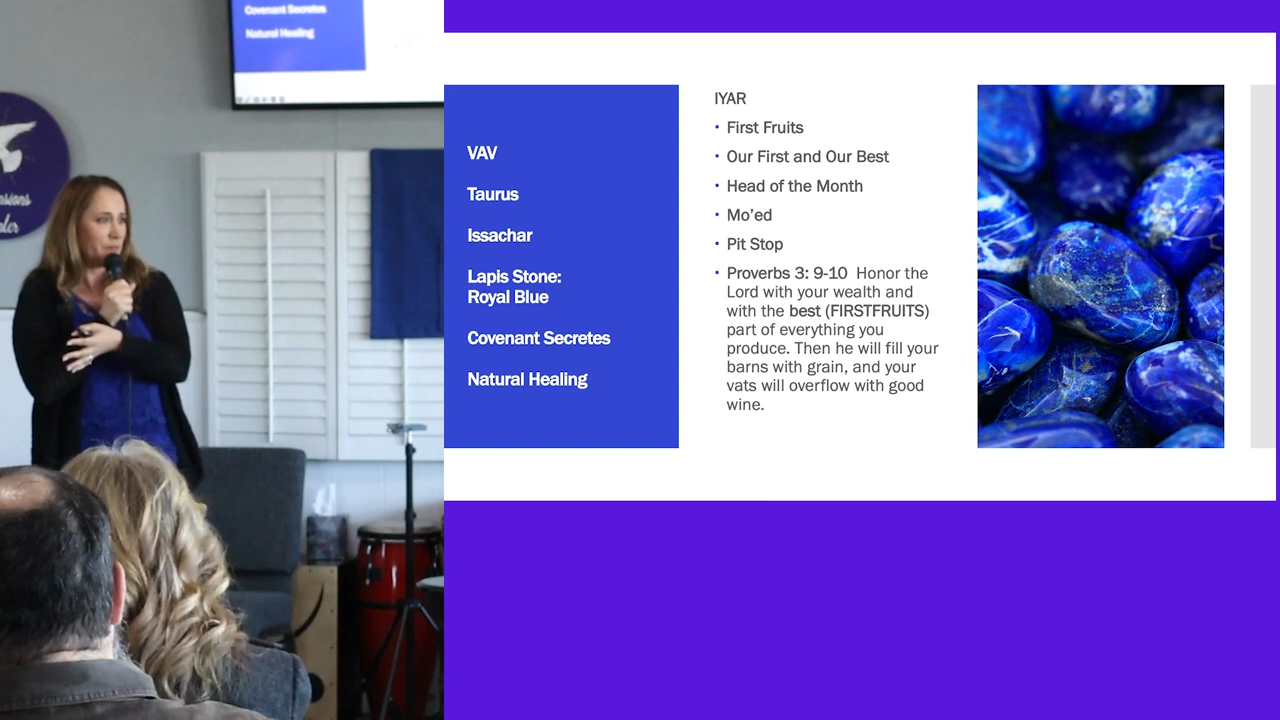 Covenant Secretes
Natural Healing
VAV
Taurus
Issachar
Lapis Stone:
Royal Blue
Covenant Secretes
Natural Healing
IYAR
• First Fruits
• Our First and Our Best
• Head of the Month
• Mo’ed
• Pit Stop
• Proverbs 3: 9-10 Honor the
Lord with your wealth and
with the best (FIRSTFRUITS)
part of everything you
produce. Then he will fill your
barns with grain, and your
vats will overflow with good
wine.